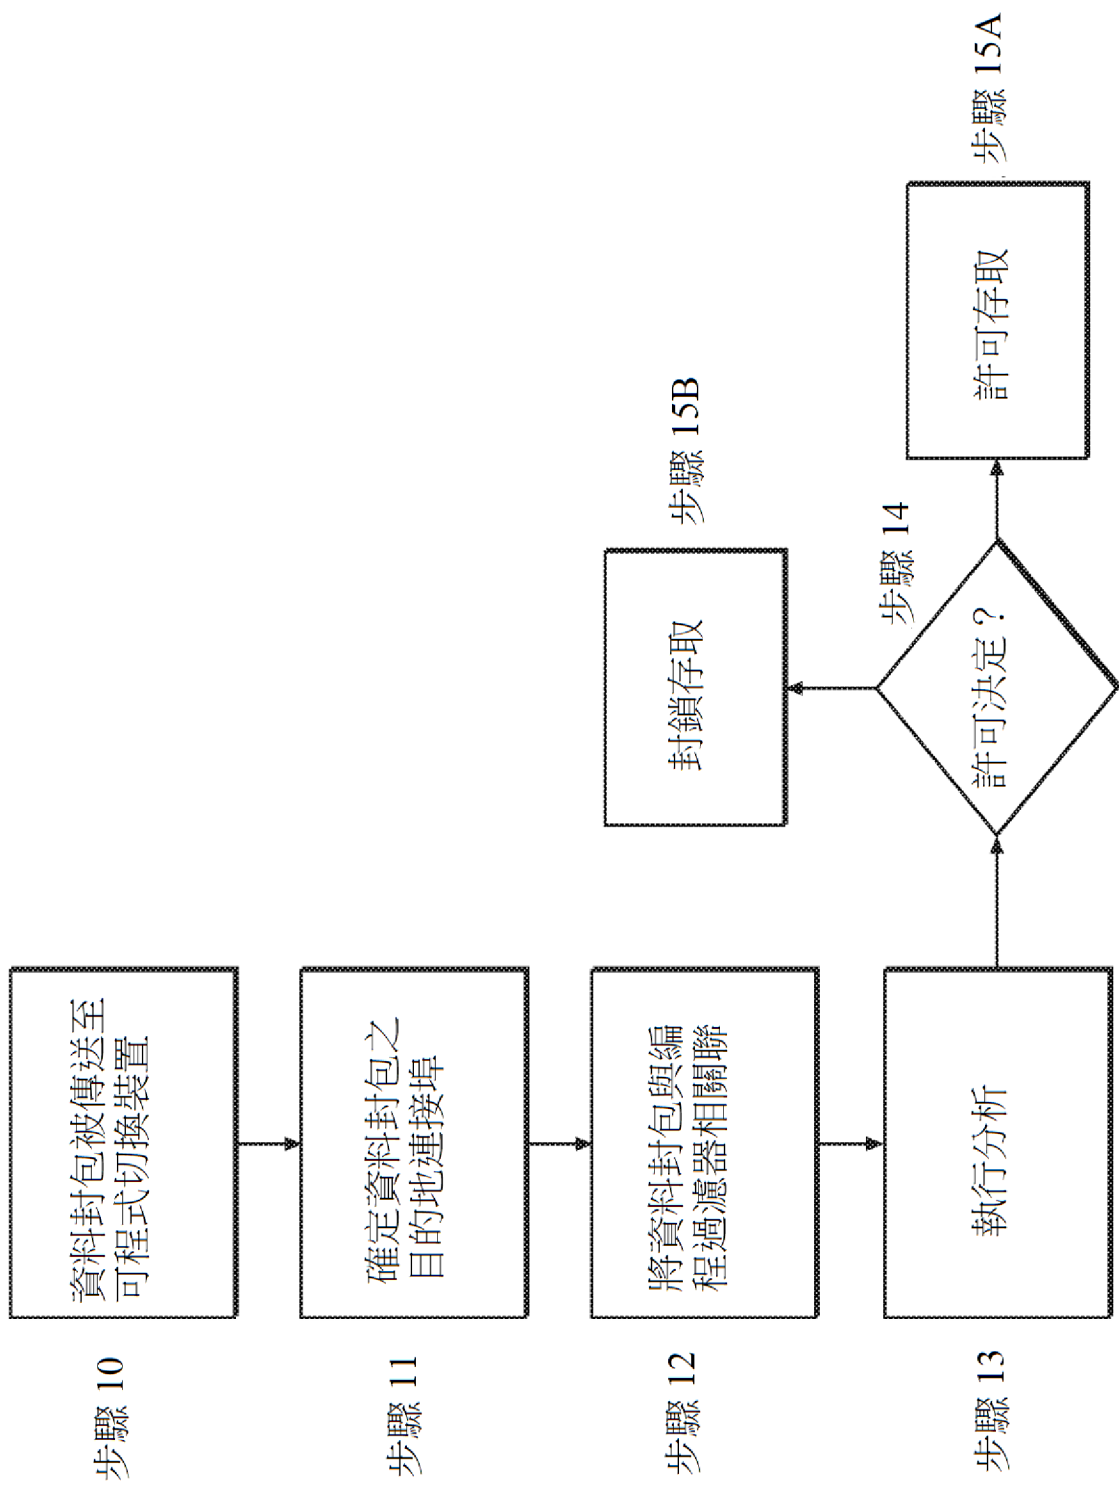 步驟 10
資料封包被傳送至
可程式切換裝置
步驟 11
確定資料封包之
目的地連接埠
步驟 12
將資料封包與編
程過濾器相關聯
步驟 13
執行分析
步驟 14
許可決定？
步驟 15B
封鎖存取
步驟 15A
許可存取